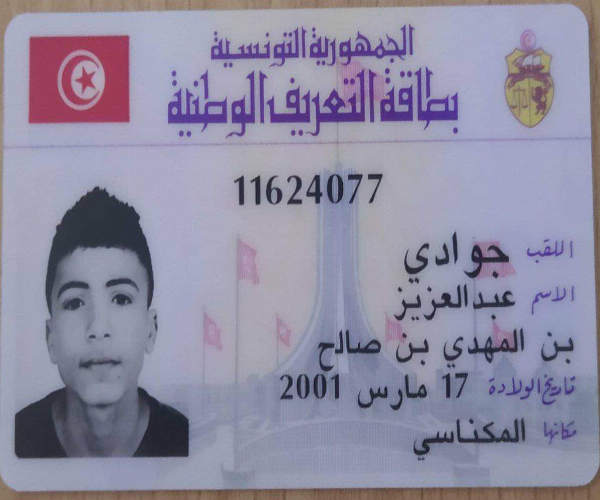 الجمهورية التونسية
بطاقة التعريف الوطنية
11624077
اللقب جوادي
الاسم عبدالعزيز
بن المهدي بن صالح
تاريخ الولادة 17 مارس 2001
مكانها المكناسي